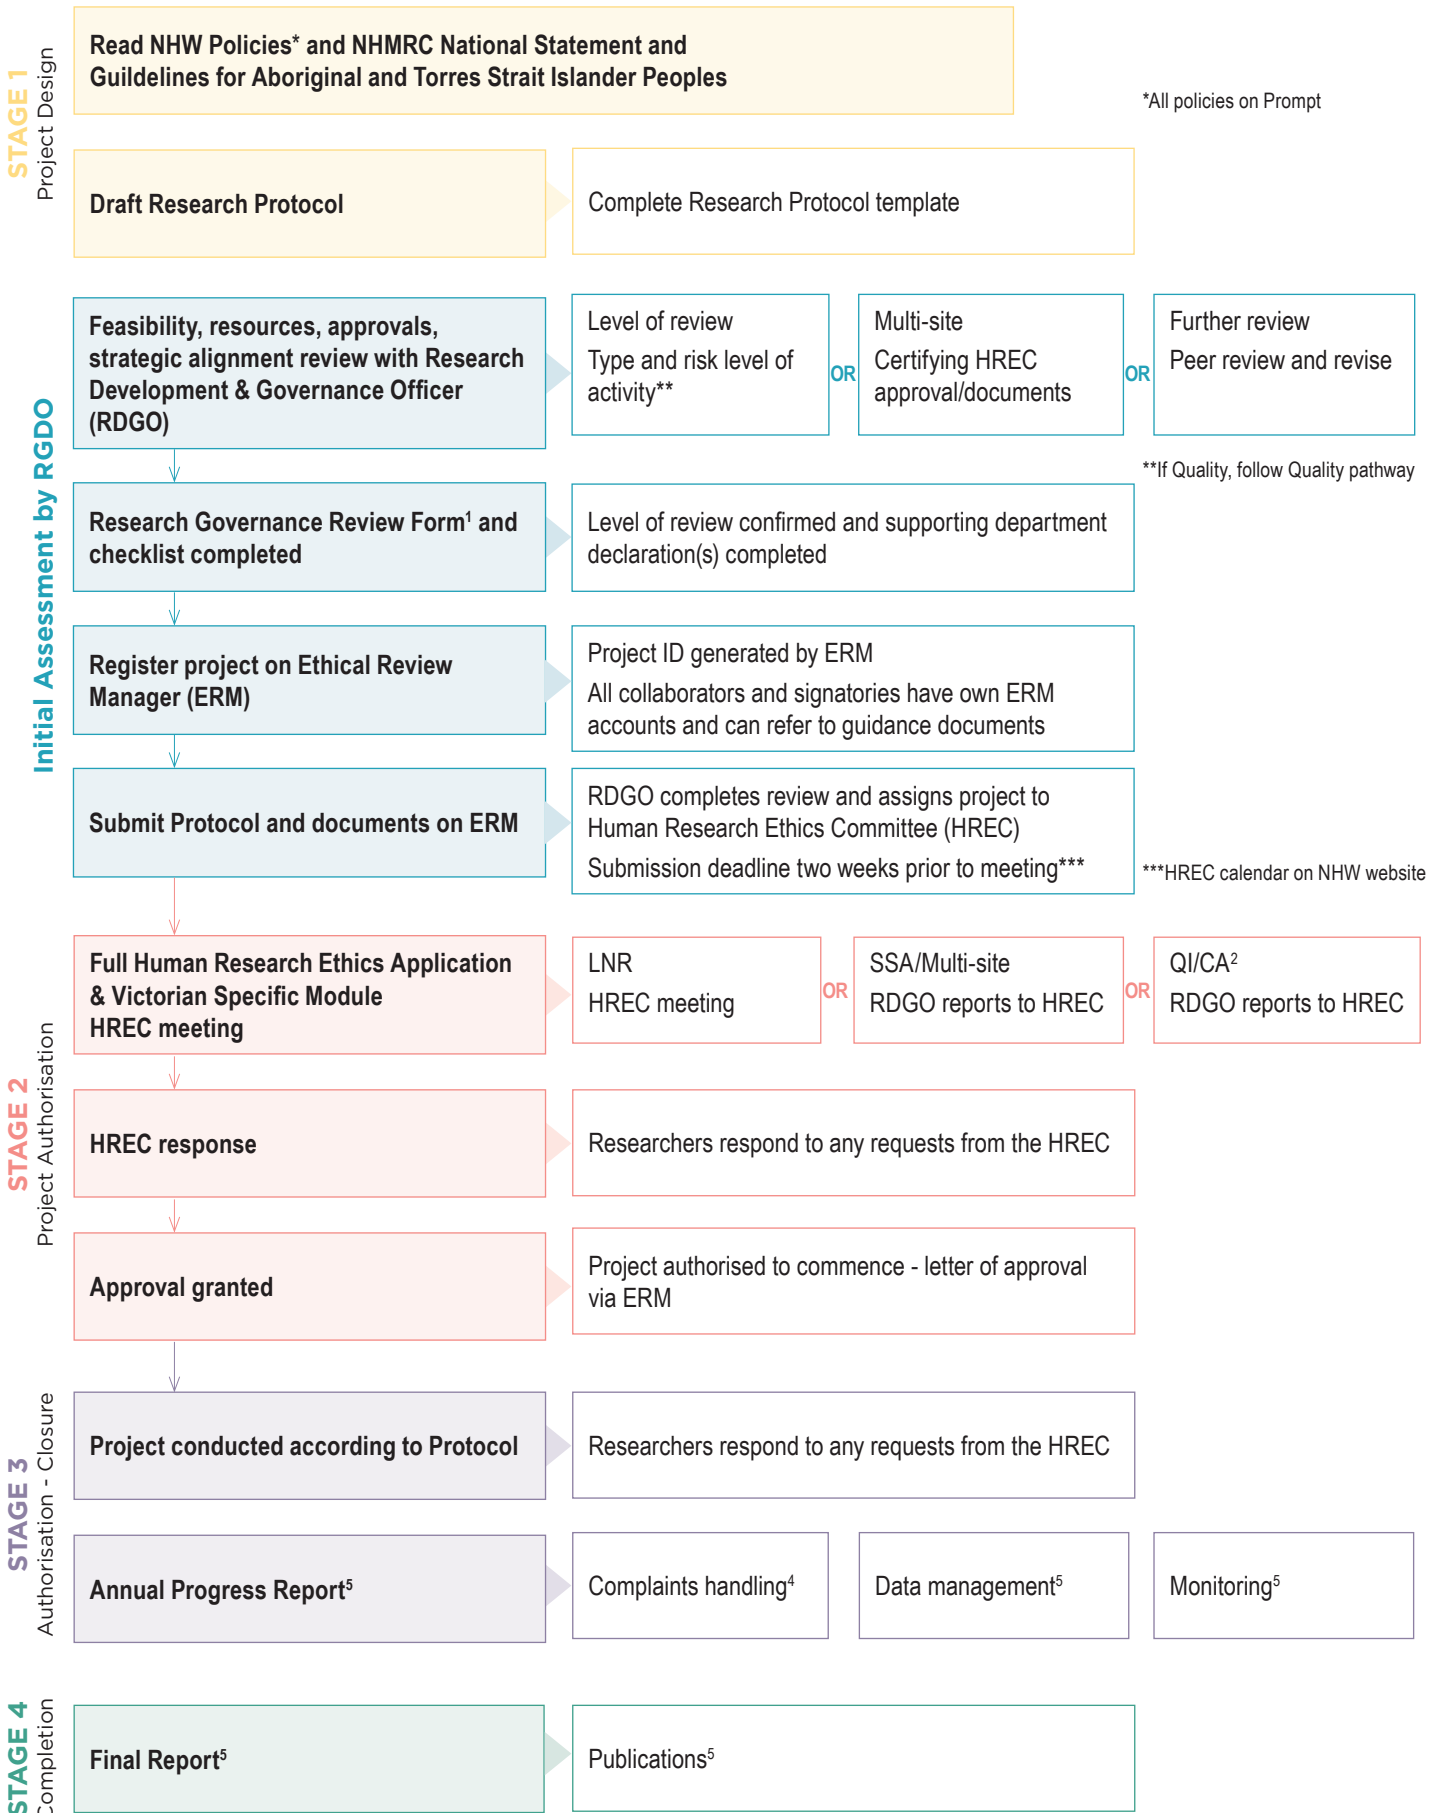 STAGE 1
Project Design
Read NHW Policies* and NHMRC National Statement and
Guildelines for Aboriginal and Torres Strait Islander Peoples
*All policies on Prompt
Draft Research Protocol
Complete Research Protocol template
Initial Assessment by RGDO
Feasibility, resources, approvals,
strategic alignment review with Research
Development & Governance Officer
(RDGO)
Level of review
Type and risk level of
activity**
OR
Multi-site
Certifying HREC
approval/documents
OR
Further review
Peer review and revise
**If Quality, follow Quality pathway
Research Governance Review Form¹ and
checklist completed
Level of review confirmed and supporting department
declaration(s) completed
Register project on Ethical Review
Manager (ERM)
Project ID generated by ERM
All collaborators and signatories have own ERM
accounts and can refer to guidance documents
Submit Protocol and documents on ERM
RDGO completes review and assigns project to
Human Research Ethics Committee (HREC)
Submission deadline two weeks prior to meeting***
***HREC calendar on NHW website
STAGE 2
Project Authorisation
Full Human Research Ethics Application
& Victorian Specific Module
HREC meeting
LNR
HREC meeting
OR
SSA/Multi-site
RDGO reports to HREC
OR
QI/CA²
RDGO reports to HREC
HREC response
Researchers respond to any requests from the HREC
Approval granted
Project authorised to commence - letter of approval
via ERM
STAGE 3
Authorisation - Closure
Project conducted according to Protocol
Researchers respond to any requests from the HREC
Annual Progress Report⁵
Complaints handling⁴
Data management⁵
Monitoring⁵
STAGE 4
Completion
Final Report⁵
Publications⁵